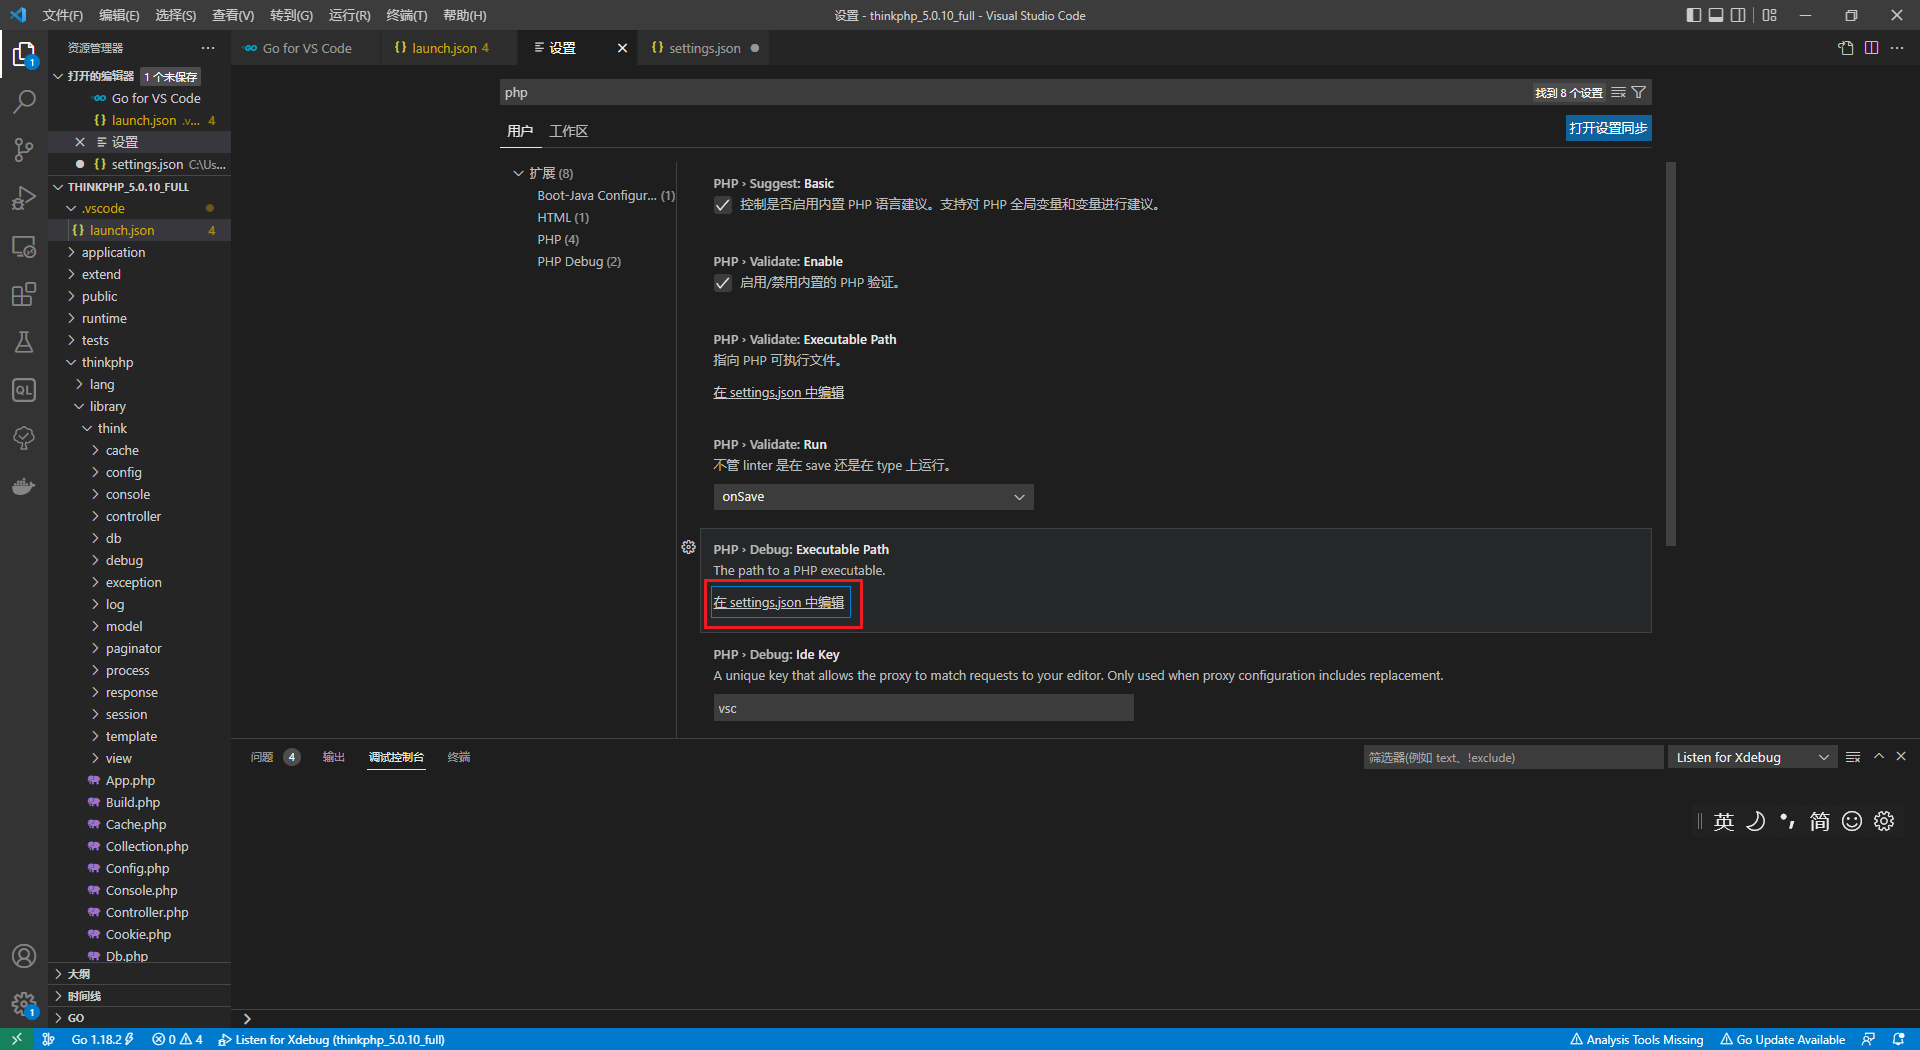 文件(F) 编辑(E) 选择(S) 查看(V) 转到(G) 运行(R) 终端(T) 帮助(H) 设置 - thinkphp_5.0.10_full - Visual Studio Code
资源管理器
Go for VS Code
launch.json 4
设置
settings.json
1
打开的编辑器 1 个未保存
Go for VS Code
launch.json .v... 4
设置
settings.json C:\Us...
THINKPHP_5.0.10_FULL
.vscode
launch.json 4
application
extend
public
runtime
tests
thinkphp
lang
library
think
cache
config
console
controller
db
debug
exception
log
model
paginator
process
response
session
template
view
App.php
Build.php
Cache.php
Collection.php
Config.php
Console.php
Controller.php
Cookie.php
Db.php
大纲
时间线
GO
QL
1
php
找到 8 个设置
用户 工作区
打开设置同步
扩展 (8)
Boot-Java Configur... (1)
HTML (1)
PHP (4)
PHP Debug (2)
PHP › Suggest: Basic
控制是否启用内置 PHP 语言建议。支持对 PHP 全局变量和变量进行建议。
PHP › Validate: Enable
启用/禁用内置的 PHP 验证。
PHP › Validate: Executable Path
指向 PHP 可执行文件。
在 settings.json 中编辑
PHP › Validate: Run
不管 linter 是在 save 还是在 type 上运行。
onSave
PHP › Debug: Executable Path
The path to a PHP executable.
在 settings.json 中编辑
PHP › Debug: Ide Key
A unique key that allows the proxy to match requests to your editor. Only used when proxy configuration includes replacement.
vsc
问题 4 输出 调试控制台 终端
筛选器(例如 text、!exclude)
Listen for Xdebug
英 简
Go 1.18.2 0 4 Listen for Xdebug (thinkphp_5.0.10_full)
Analysis Tools Missing Go Update Available